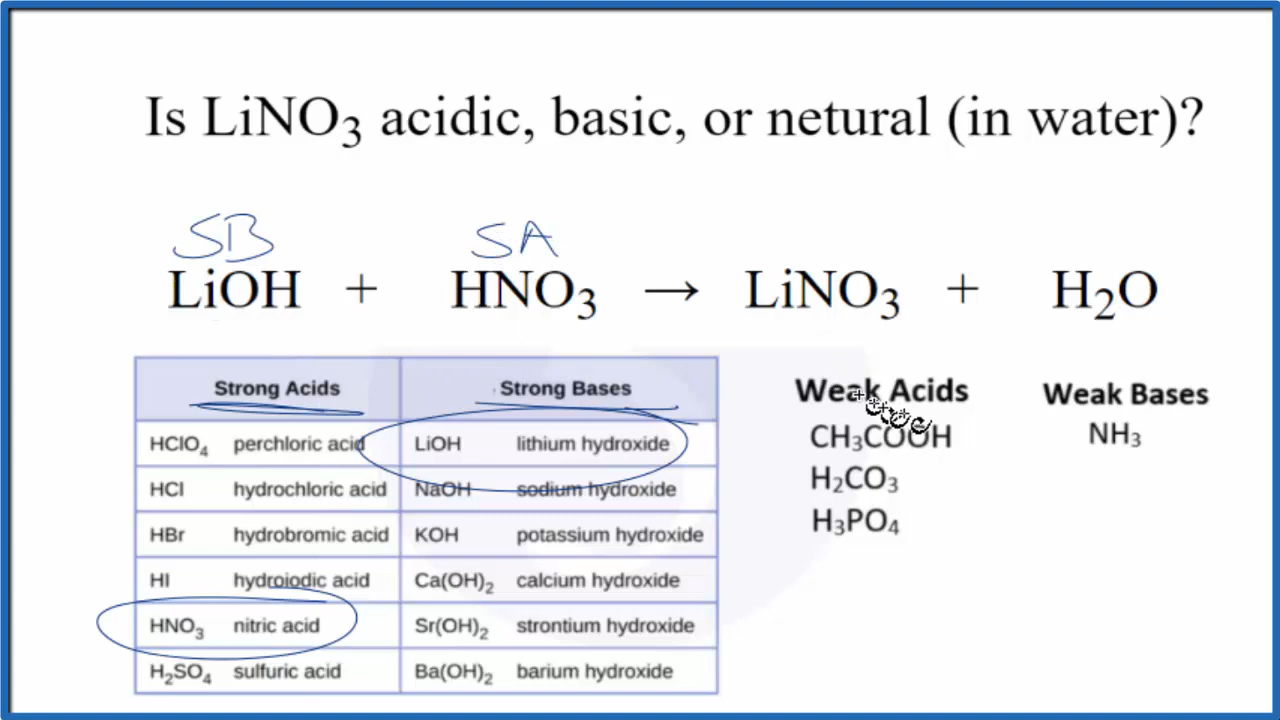 Is LiNO₃ acidic, basic, or netural (in water)?
SB SA
LiOH + HNO₃ → LiNO₃ + H₂O
Strong Acids Strong Bases
HClO₄ perchloric acid LiOH lithium hydroxide
HCl hydrochloric acid NaOH sodium hydroxide
HBr hydrobromic acid KOH potassium hydroxide
HI hydroiodic acid Ca(OH)₂ calcium hydroxide
HNO₃ nitric acid Sr(OH)₂ strontium hydroxide
H₂SO₄ sulfuric acid Ba(OH)₂ barium hydroxide
Weak Acids
CH₃COOH
H₂CO₃
H₃PO₄
Weak Bases
NH₃